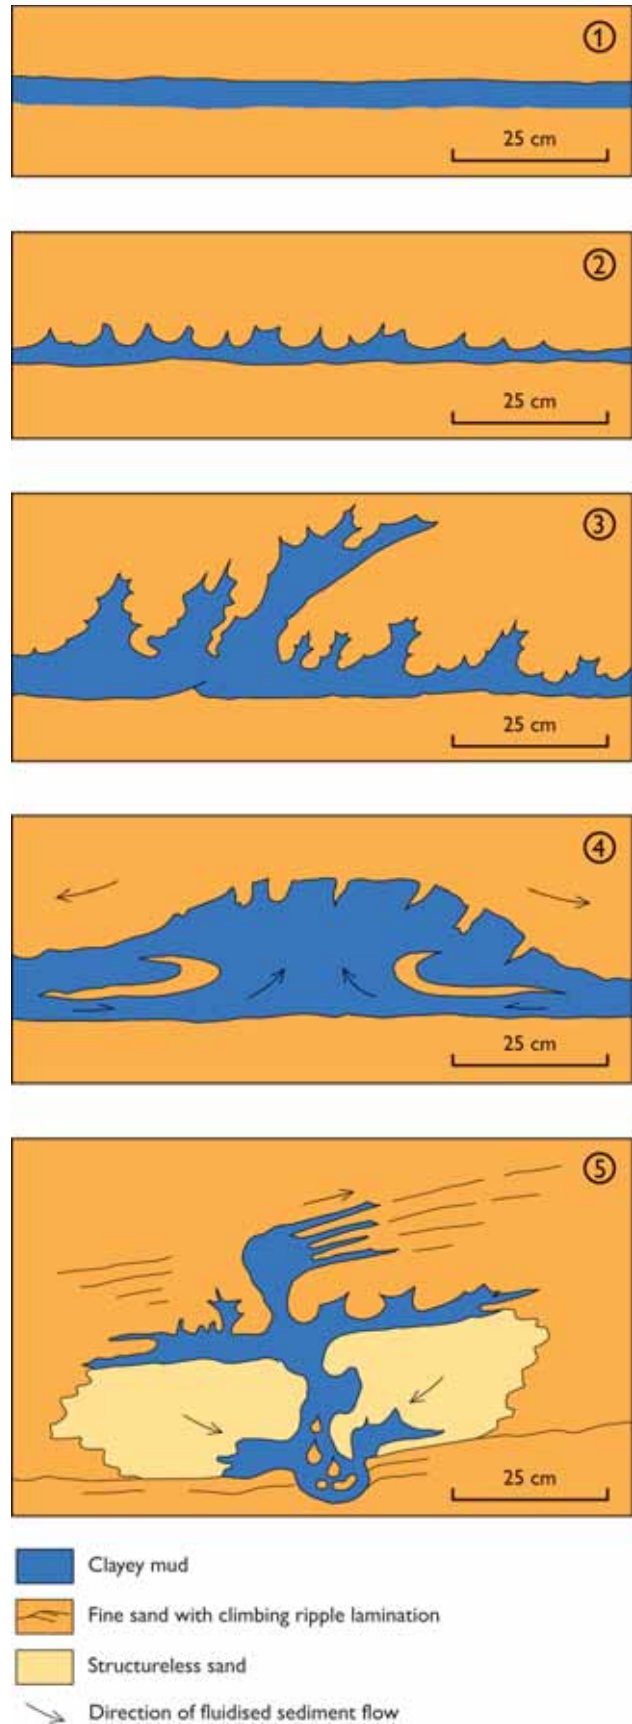 ①
25 cm
②
25 cm
③
25 cm
④
25 cm
⑤
25 cm
Clayey mud
Fine sand with climbing ripple lamination
Structureless sand
Direction of fluidised sediment flow